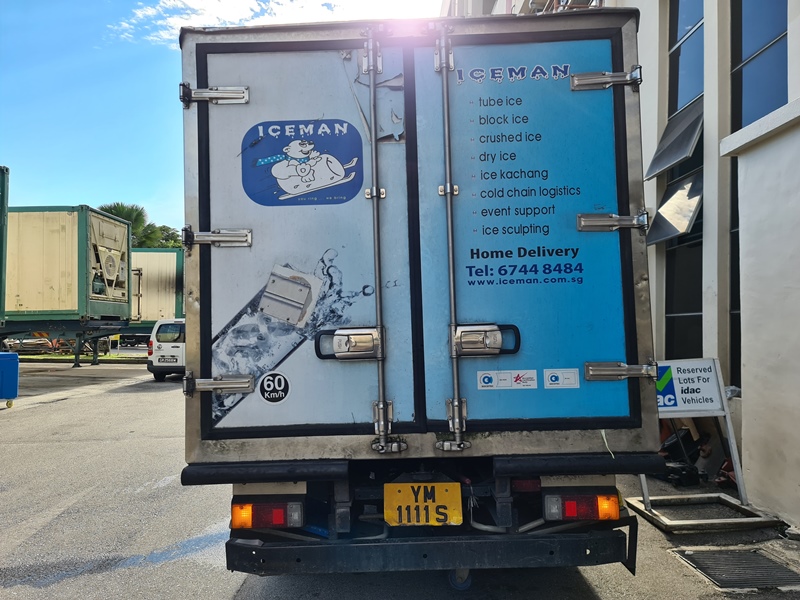 ICEMAN
ICEMAN
tube ice
block ice
crushed ice
dry ice
ice kachang
cold chain logistics
event support
ice sculpting
Home Delivery
Tel: 6744 8484
www.iceman.com.sg
60
Km/h
Reserved
Lots For
idac
Vehicles
ac
YM
1111 S